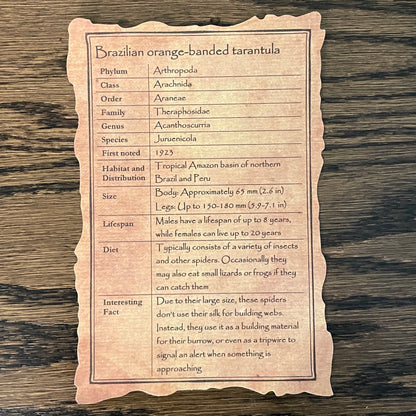 Brazilian orange-banded tarantula
Phylum Arthropoda
Class Arachnida
Order Araneae
Family Theraphosidae
Genus Acanthoscurria
Species Juruenicola
First noted 1923
Habitat and Tropical Amazon basin of northern
Distribution Brazil and Peru
Size Body: Approximately 65 mm (2.6 in)
Legs: Up to 150-180 mm (5.9-7.1 in)
Lifespan Males have a lifespan of up to 8 years,
while females can live up to 20 years
Diet Typically consists of a variety of insects
and other spiders. Occasionally they
may also eat small lizards or frogs if they
can catch them
Interesting Due to their large size, these spiders
Fact don't use their silk for building webs.
Instead, they use it as a building material
for their burrow, or even as a tripwire to
signal an alert when something is
approaching